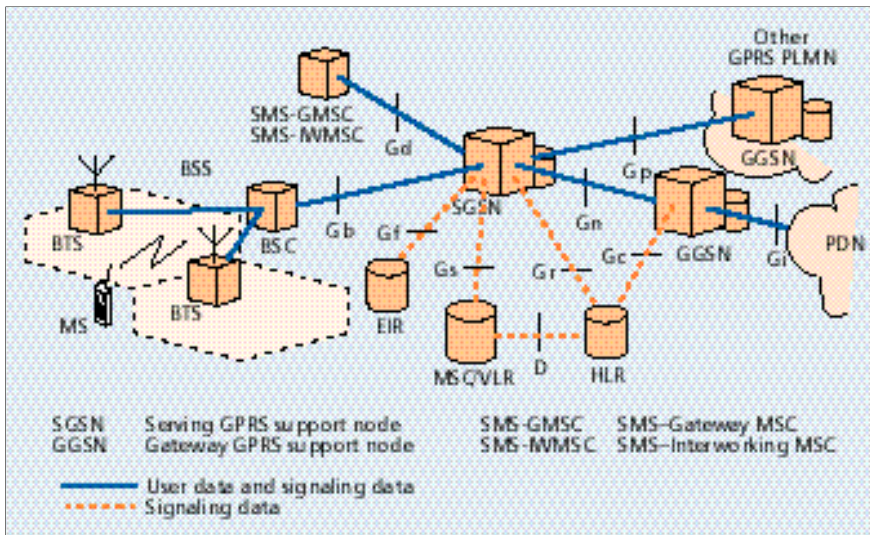 Other
GPRS PLMN
SMS-GMSC
SMS-IWMSC
Gd
BSS
Gp
GGSN
SGSN
BTS
BSC
Gb
Gf
Gn
GGSN
Gi
PDN
Gs
Gr
Gc
MS
BTS
EIR
MSC/VLR
D
HLR
SGSN Serving GPRS support node
GGSN Gateway GPRS support node
SMS-GMSC SMS-Gateway MSC
SMS-IWMSC SMS-Interworking MSC
User data and signaling data
Signaling data